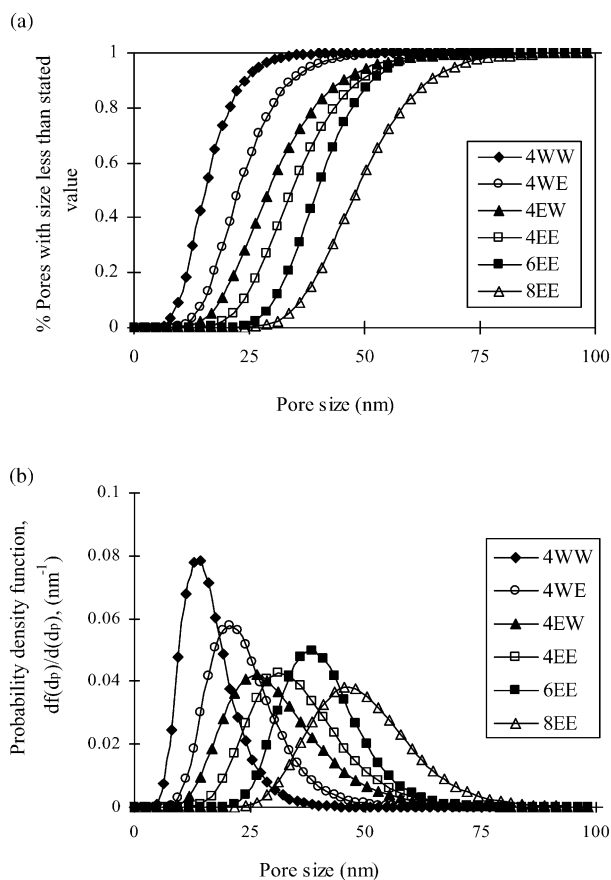 (a)
% Pores with size less than stated
value
1
0.8
0.6
0.4
0.2
0
0 25 50 75 100
Pore size (nm)
4WW
4WE
4EW
4EE
6EE
8EE
(b)
Probability density function,
df(dp)/d(dp), (nm⁻¹)
0.1
0.08
0.06
0.04
0.02
0
0 25 50 75 100
Pore size (nm)
4WW
4WE
4EW
4EE
6EE
8EE